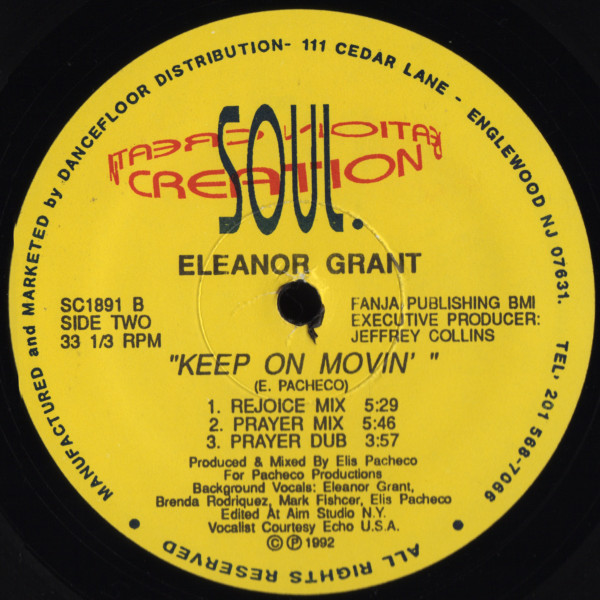 MANUFACTURED and MARKETED by DANCEFLOOR DISTRIBUTION- 111 CEDAR LANE - ENGLEWOOD NJ 07631. TEL, 201 568-7066
SOUL.
CREATION
ELEANOR GRANT
SC1891 B
SIDE TWO
33 1/3 RPM
FANJA PUBLISHING BMI
EXECUTIVE PRODUCER:
JEFFREY COLLINS
"KEEP ON MOVIN' "
(E. PACHECO)
1. REJOICE MIX 5:29
2. PRAYER MIX 5:46
3. PRAYER DUB 3:57
Produced & Mixed By Elis Pacheco
For Pacheco Productions
Background Vocals: Eleanor Grant,
Brenda Rodriquez, Mark Fishcer, Elis Pacheco
Edited At Aim Studio N.Y.
Vocalist Courtesy Echo U.S.A.
© ℗ 1992
• ALL RIGHTS RESERVED •